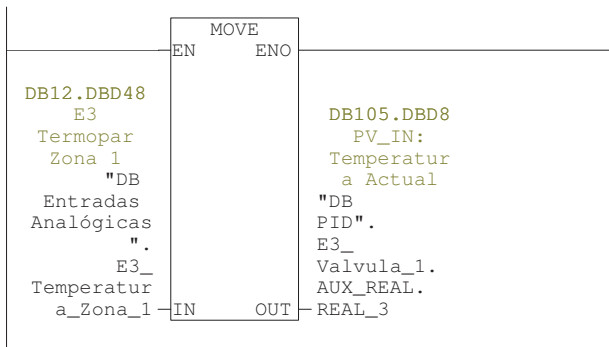 MOVE
EN ENO
DB12.DBD48
E3
Termopar
Zona 1
"DB
Entradas
Analógicas
".
E3_
Temperatur
a_Zona_1
IN
DB105.DBD8
PV_IN:
Temperatur
a Actual
"DB
PID".
E3_
Valvula_1.
AUX_REAL.
REAL_3
OUT